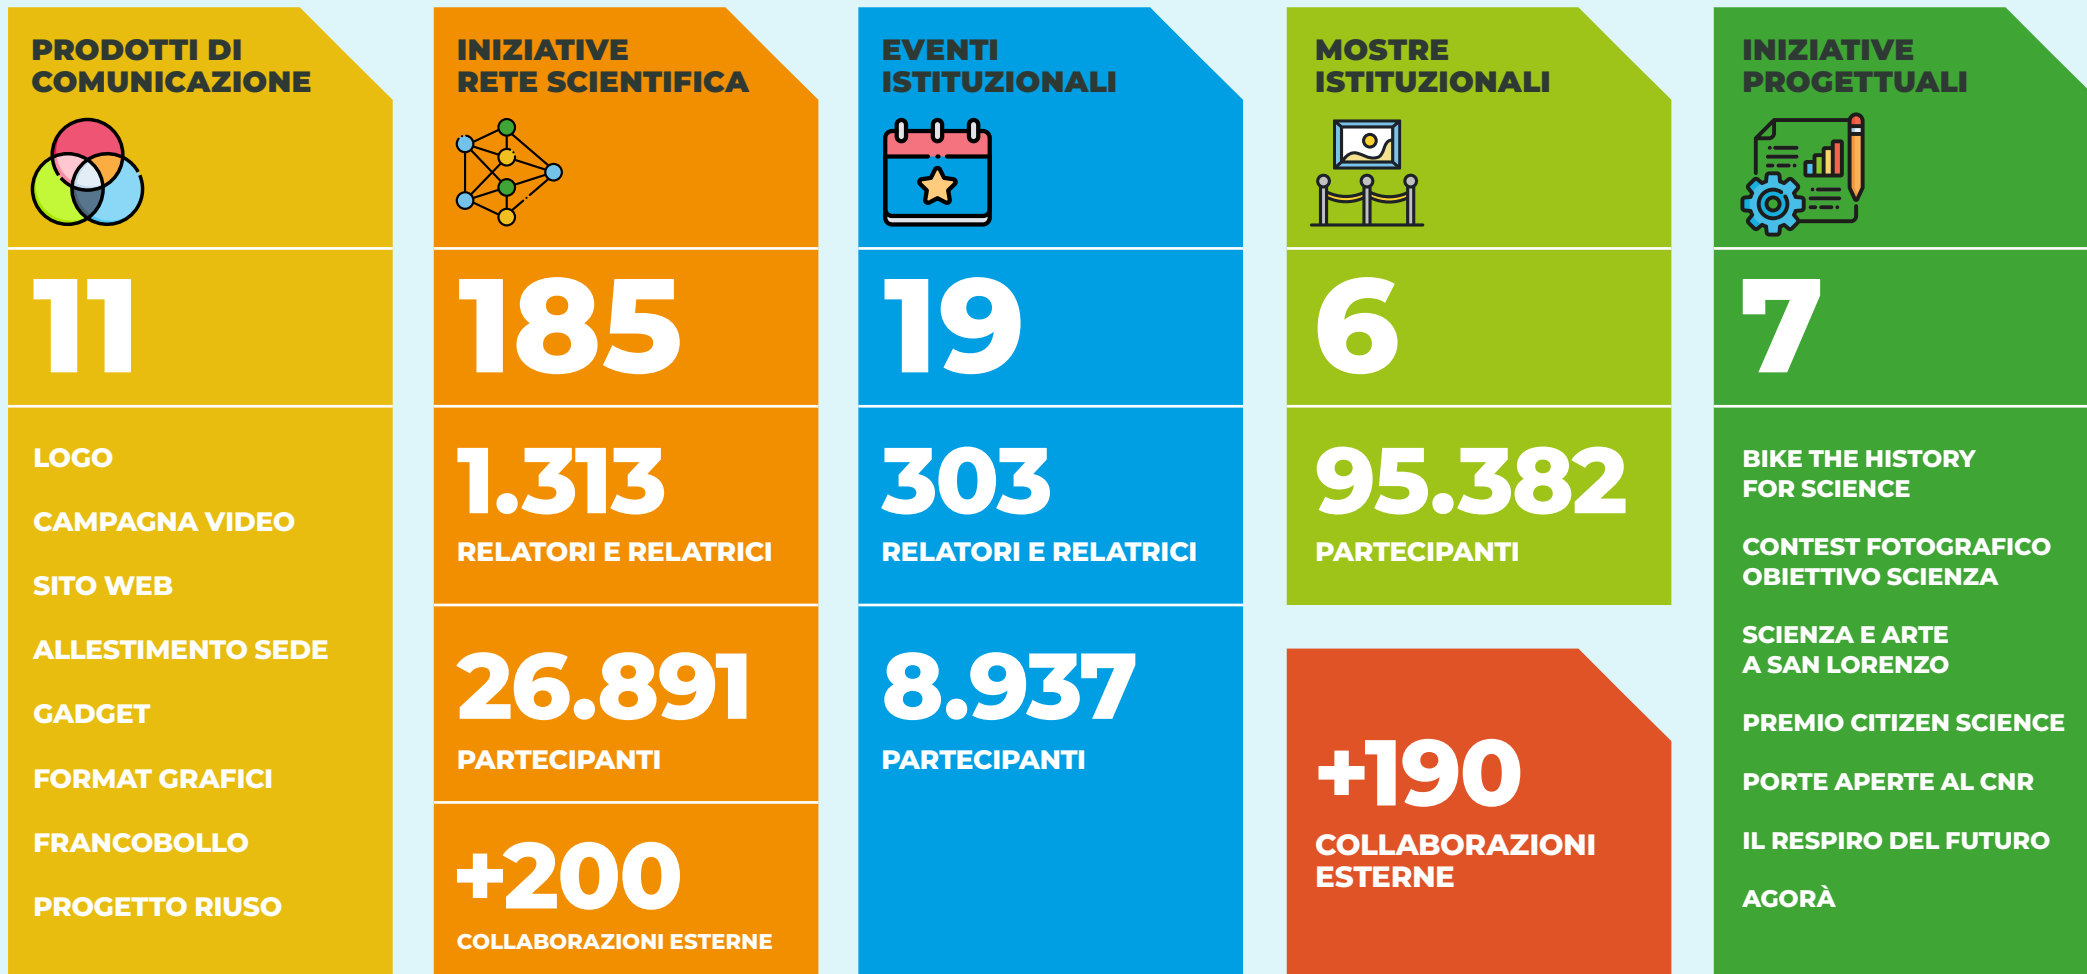 PRODOTTI DI
COMUNICAZIONE
11
LOGO
CAMPAGNA VIDEO
SITO WEB
ALLESTIMENTO SEDE
GADGET
FORMAT GRAFICI
FRANCOBOLLO
PROGETTO RIUSO
INIZIATIVE
RETE SCIENTIFICA
185
1.313
RELATORI E RELATRICI
26.891
PARTECIPANTI
+200
COLLABORAZIONI ESTERNE
EVENTI
ISTITUZIONALI
19
303
RELATORI E RELATRICI
8.937
PARTECIPANTI
MOSTRE
ISTITUZIONALI
6
95.382
PARTECIPANTI
+190
COLLABORAZIONI
ESTERNE
INIZIATIVE
PROGETTUALI
7
BIKE THE HISTORY
FOR SCIENCE
CONTEST FOTOGRAFICO
OBIETTIVO SCIENZA
SCIENZA E ARTE
A SAN LORENZO
PREMIO CITIZEN SCIENCE
PORTE APERTE AL CNR
IL RESPIRO DEL FUTURO
AGORÀ